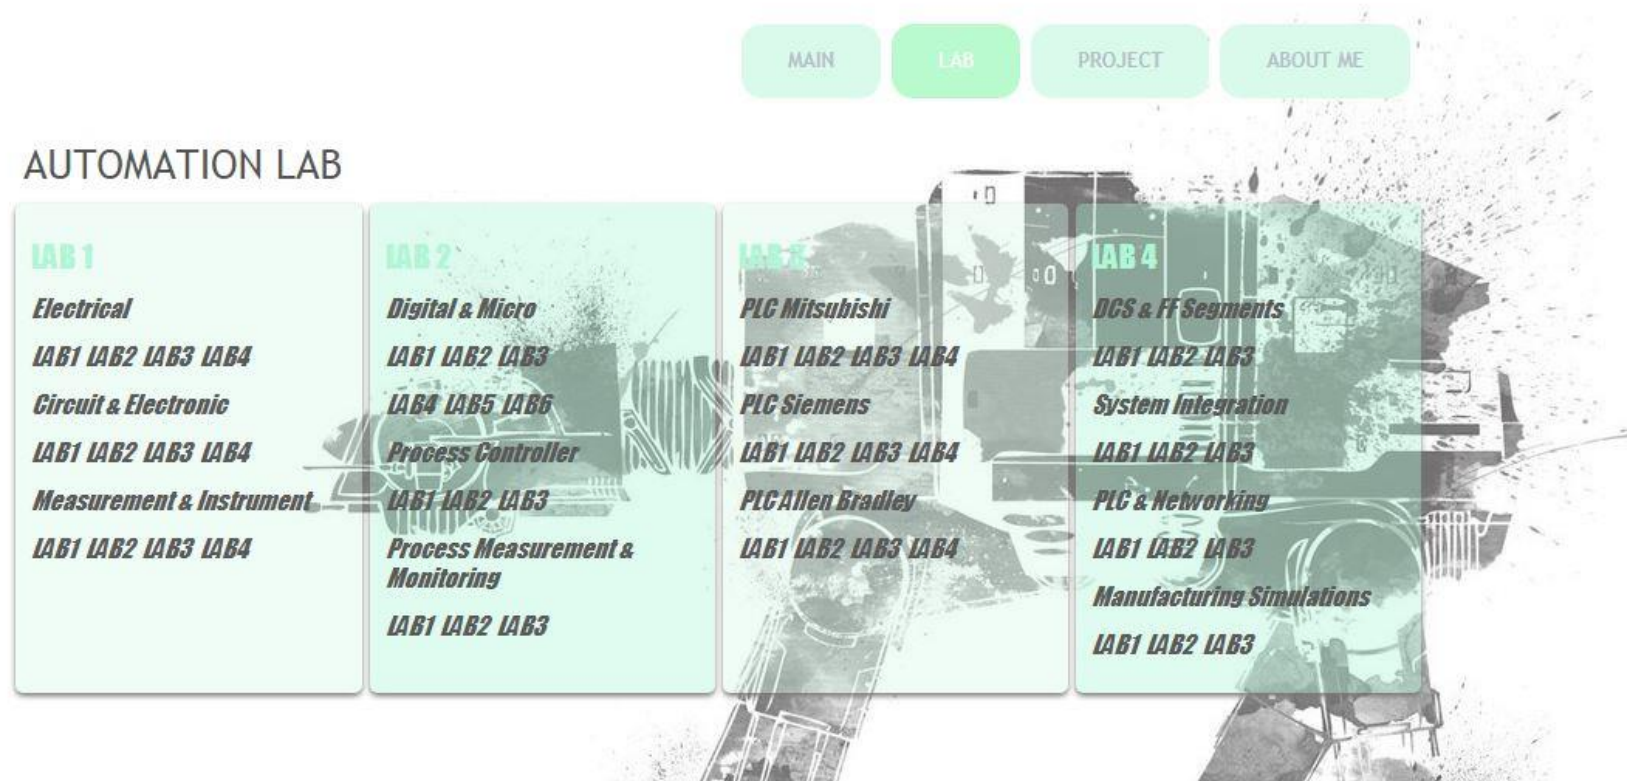 MAIN
LAB
PROJECT
ABOUT ME
AUTOMATION LAB
LAB 1
Electrical
LAB1 LAB2 LAB3 LAB4
Circuit & Electronic
LAB1 LAB2 LAB3 LAB4
Measurement & Instrument
LAB1 LAB2 LAB3 LAB4
LAB 2
Digital & Micro
LAB1 LAB2 LAB3
LAB4 LAB5 LAB6
Process Controller
LAB1 LAB2 LAB3
Process Measurement &
Monitoring
LAB1 LAB2 LAB3
LAB 3
PLC Mitsubishi
LAB1 LAB2 LAB3 LAB4
PLC Siemens
LAB1 LAB2 LAB3 LAB4
PLC Allen Bradley
LAB1 LAB2 LAB3 LAB4
LAB 4
DCS & FF Segments
LAB1 LAB2 LAB3
System Integration
LAB1 LAB2 LAB3
PLC & Networking
LAB1 LAB2 LAB3
Manufacturing Simulations
LAB1 LAB2 LAB3